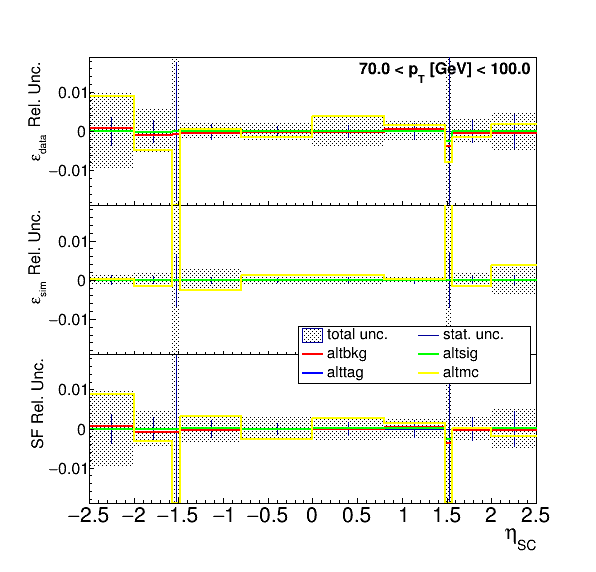 70.0 < p_T [GeV] < 100.0
ε_data Rel. Unc.
0.01
0
−0.01
ε_sim Rel. Unc.
0.01
0
−0.01
total unc. stat. unc.
altbkg altsig
alttag altmc
SF Rel. Unc.
0.01
0
−0.01
−2.5 −2 −1.5 −1 −0.5 0 0.5 1 1.5 2 2.5
η_SC